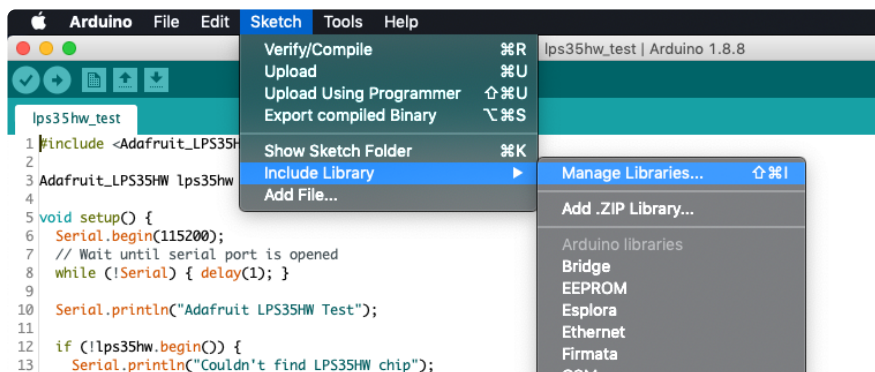 Arduino File Edit Sketch Tools Help
lps35hw_test | Arduino 1.8.8
Verify/Compile ⌘R
Upload ⌘U
Upload Using Programmer ⇧⌘U
Export compiled Binary ⌥⌘S
Show Sketch Folder ⌘K
Include Library ▶
Add File...
Manage Libraries... ⇧⌘I
Add .ZIP Library...
Arduino libraries
Bridge
EEPROM
Esplora
Ethernet
Firmata
lps35hw_test
1 #include <Adafruit_LPS35H
2
3 Adafruit_LPS35HW lps35hw
4
5 void setup() {
6 Serial.begin(115200);
7 // Wait until serial port is opened
8 while (!Serial) { delay(1); }
9
10 Serial.println("Adafruit LPS35HW Test");
11
12 if (!lps35hw.begin()) {
13 Serial.println("Couldn't find LPS35HW chip");